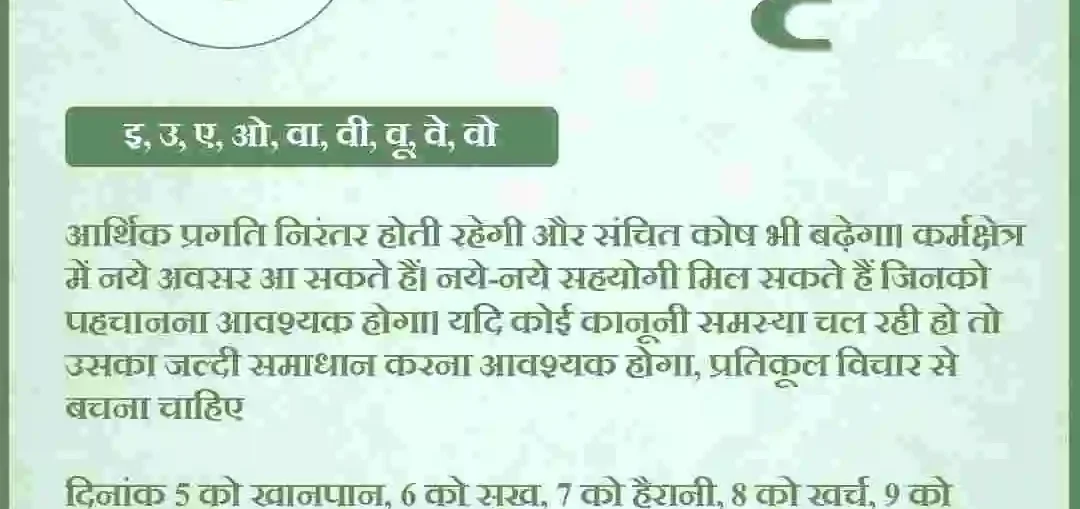 इ, उ, ए, ओ, वा, वी, वू, वे, वो
आर्थिक प्रगति निरंतर होती रहेगी और संचित कोष भी बढ़ेगा। कर्मक्षेत्र
में नये अवसर आ सकते हैं। नये-नये सहयोगी मिल सकते हैं जिनको
पहचानना आवश्यक होगा। यदि कोई कानूनी समस्या चल रही हो तो
उसका जल्दी समाधान करना आवश्यक होगा, प्रतिकूल विचार से
बचना चाहिए
दिनांक 5 को खानपान, 6 को सुख, 7 को हैरानी, 8 को खर्च, 9 को